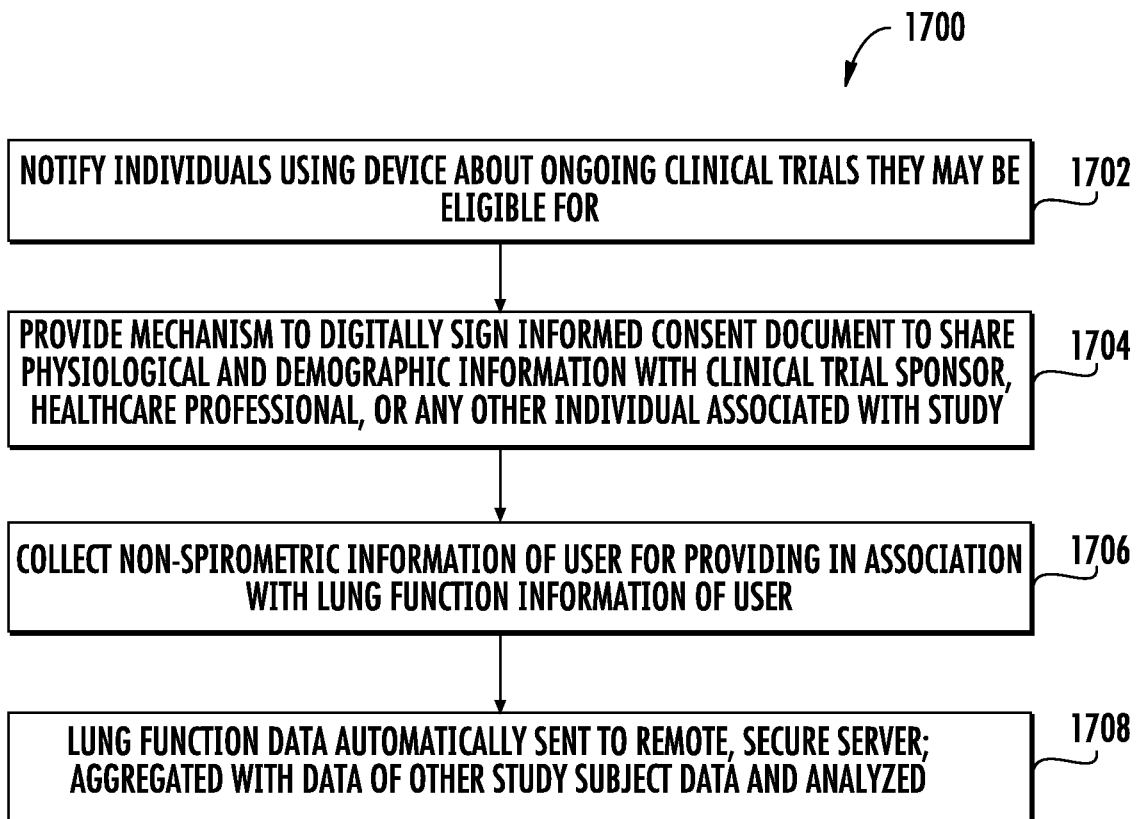 1700
NOTIFY INDIVIDUALS USING DEVICE ABOUT ONGOING CLINICAL TRIALS THEY MAY BE
ELIGIBLE FOR
1702
PROVIDE MECHANISM TO DIGITALLY SIGN INFORMED CONSENT DOCUMENT TO SHARE
PHYSIOLOGICAL AND DEMOGRAPHIC INFORMATION WITH CLINICAL TRIAL SPONSOR,
HEALTHCARE PROFESSIONAL, OR ANY OTHER INDIVIDUAL ASSOCIATED WITH STUDY
1704
COLLECT NON-SPIROMETRIC INFORMATION OF USER FOR PROVIDING IN ASSOCIATION
WITH LUNG FUNCTION INFORMATION OF USER
1706
LUNG FUNCTION DATA AUTOMATICALLY SENT TO REMOTE, SECURE SERVER;
AGGREGATED WITH DATA OF OTHER STUDY SUBJECT DATA AND ANALYZED
1708